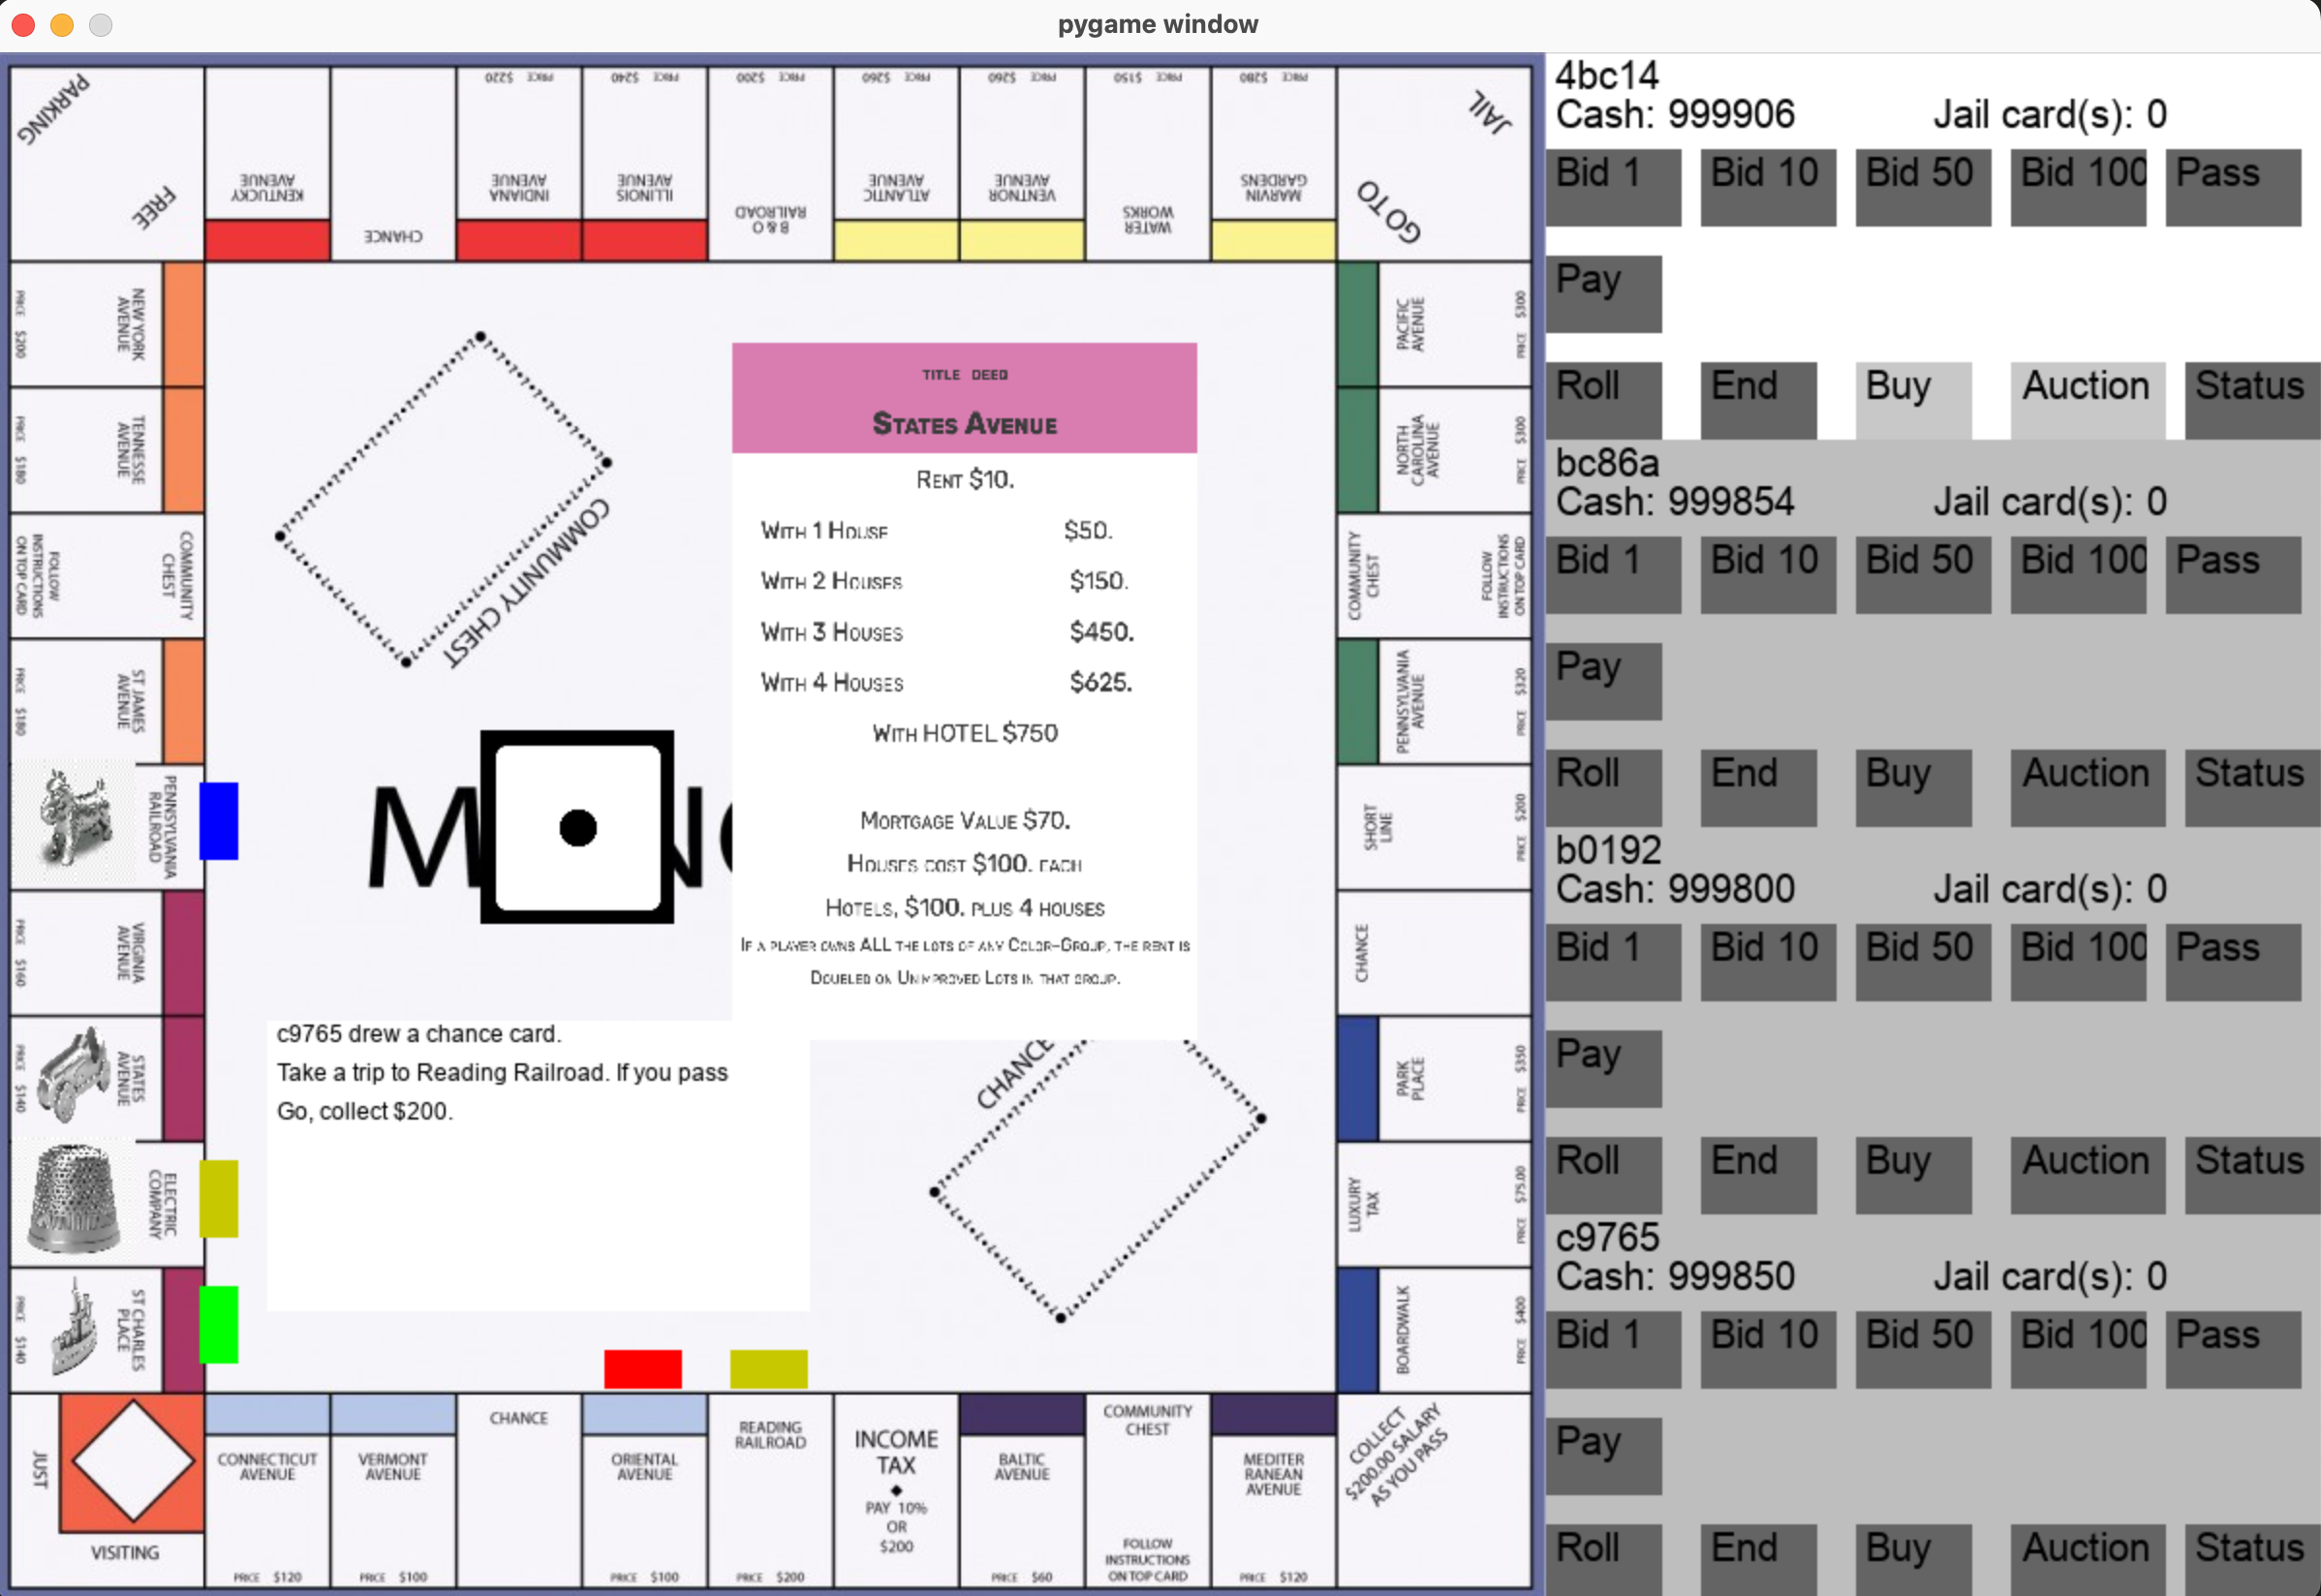 pygame window
PARKING
FREE
KENTUCKY
AVENUE
CHANCE
INDIANA
AVENUE
PRICE $220
ILLINOIS
AVENUE
PRICE $240
B & O
RAILROAD
PRICE $200
ATLANTIC
AVENUE
PRICE $260
VENTNOR
AVENUE
PRICE $260
WATER
WORKS
PRICE $150
MARVIN
GARDENS
PRICE $280
GO TO
JAIL
NEW YORK
AVENUE
PRICE $200
TENNESSE
AVENUE
PRICE $180
COMMUNITY
CHEST
FOLLOW
INSTRUCTIONS
ON TOP CARD
ST JAMES
AVENUE
PRICE $180
PENNSYLVANIA
RAILROAD
VIRGINIA
AVENUE
PRICE $160
STATES
AVENUE
PRICE $140
ELECTRIC
COMPANY
ST CHARLES
PLACE
PRICE $140
JUST
VISITING
COMMUNITY CHEST
M
N
TITLE DEED
STATES AVENUE
RENT $10.
WITH 1 HOUSE $50.
WITH 2 HOUSES $150.
WITH 3 HOUSES $450.
WITH 4 HOUSES $625.
WITH HOTEL $750
MORTGAGE VALUE $70.
HOUSES COST $100. EACH
HOTELS, $100. PLUS 4 HOUSES
IF A PLAYER OWNS ALL THE LOTS OF ANY COLOR-GROUP, THE RENT IS
DOUBLED ON UNIMPROVED LOTS IN THAT GROUP.
c9765 drew a chance card.
Take a trip to Reading Railroad. If you pass
Go, collect $200.
CHANCE
PACIFIC
AVENUE
PRICE $300
NORTH
CAROLINA
AVENUE
PRICE $300
COMMUNITY
CHEST
FOLLOW
INSTRUCTIONS
ON TOP CARD
PENNSYLVANIA
AVENUE
PRICE $320
SHORT
LINE
PRICE $200
CHANCE
PARK
PLACE
PRICE $350
LUXURY
TAX
PRICE $75.00
BOARDWALK
PRICE $400
CONNECTICUT
AVENUE
PRICE $120
VERMONT
AVENUE
PRICE $100
CHANCE
ORIENTAL
AVENUE
PRICE $100
READING
RAILROAD
PRICE $200
INCOME
TAX
PAY 10%
OR
$200
BALTIC
AVENUE
PRICE $60
COMMUNITY
CHEST
FOLLOW
INSTRUCTIONS
ON TOP CARD
MEDITER
RANEAN
AVENUE
PRICE $120
COLLECT
$200.00 SALARY
AS YOU PASS
4bc14
Cash: 999906 Jail card(s): 0
Bid 1 Bid 10 Bid 50 Bid 100 Pass
Pay
Roll End Buy Auction Status
bc86a
Cash: 999854 Jail card(s): 0
Bid 1 Bid 10 Bid 50 Bid 100 Pass
Pay
Roll End Buy Auction Status
b0192
Cash: 999800 Jail card(s): 0
Bid 1 Bid 10 Bid 50 Bid 100 Pass
Pay
Roll End Buy Auction Status
c9765
Cash: 999850 Jail card(s): 0
Bid 1 Bid 10 Bid 50 Bid 100 Pass
Pay
Roll End Buy Auction Status